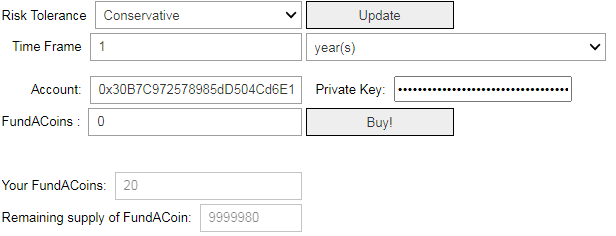 Risk Tolerance Conservative Update
Time Frame 1 year(s)
Account: 0x30B7C972578985dD504Cd6E1 Private Key: ••••••••••••••••••••••••••••••••••
FundACoins : 0 Buy!
Your FundACoins: 20
Remaining supply of FundACoin: 9999980